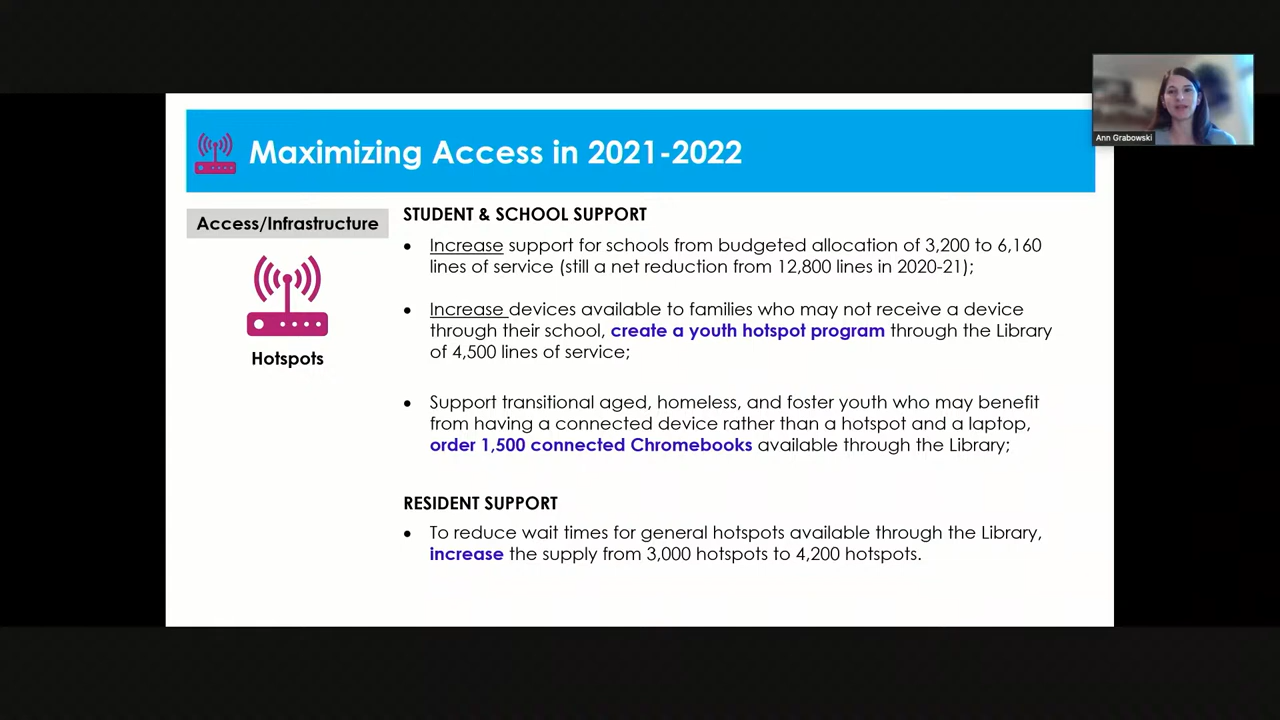 Ann Grabowski
Maximizing Access in 2021-2022
Access/Infrastructure
Hotspots
STUDENT & SCHOOL SUPPORT
• Increase support for schools from budgeted allocation of 3,200 to 6,160
lines of service (still a net reduction from 12,800 lines in 2020-21);
• Increase devices available to families who may not receive a device
through their school, create a youth hotspot program through the Library
of 4,500 lines of service;
• Support transitional aged, homeless, and foster youth who may benefit
from having a connected device rather than a hotspot and a laptop,
order 1,500 connected Chromebooks available through the Library;
RESIDENT SUPPORT
• To reduce wait times for general hotspots available through the Library,
increase the supply from 3,000 hotspots to 4,200 hotspots.